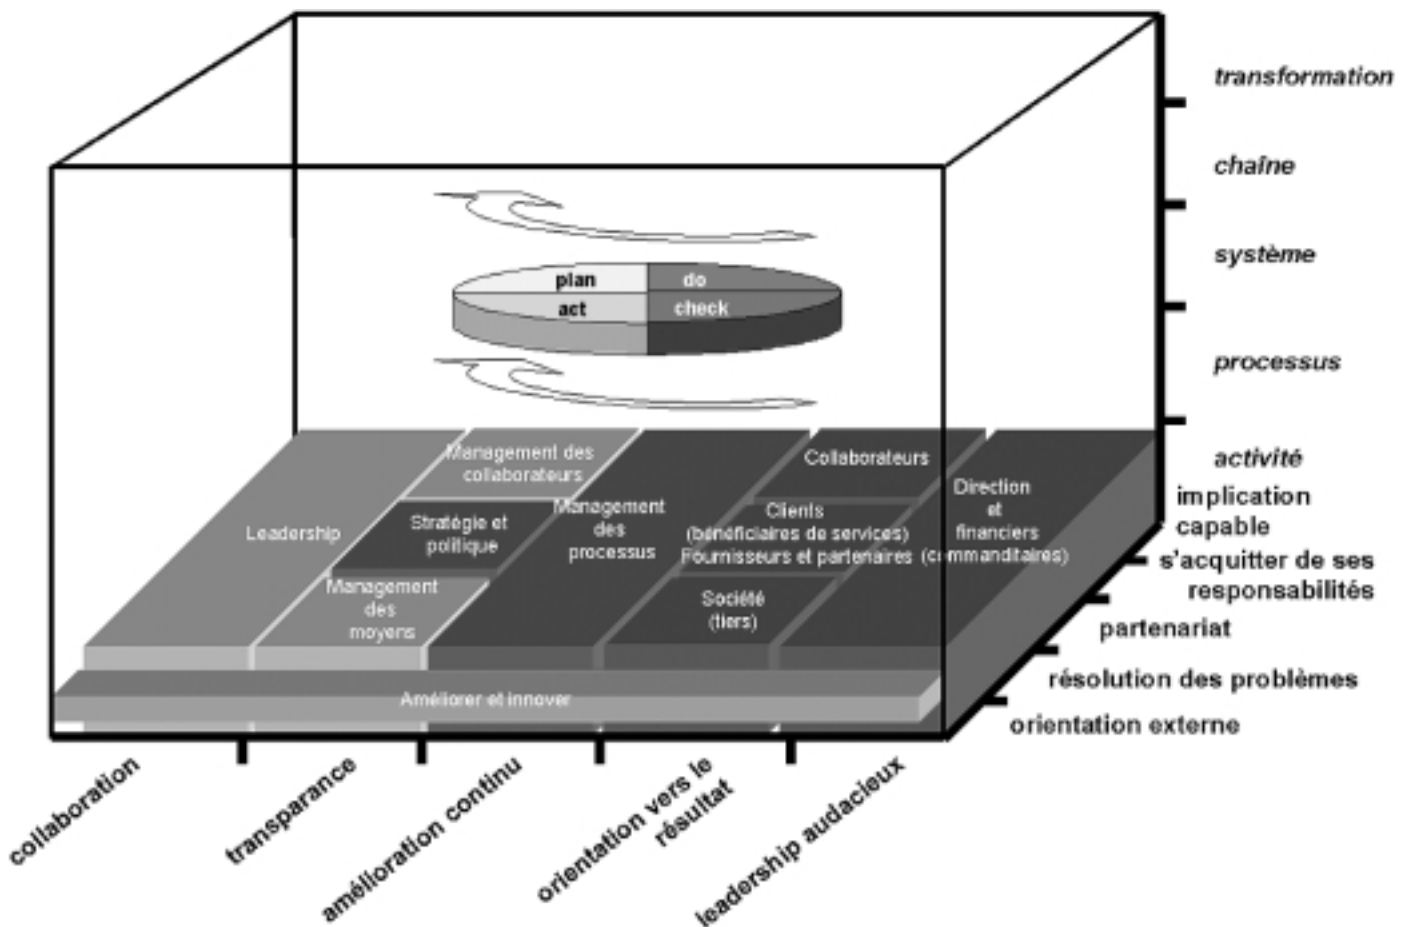 transformation
chaîne
système
processus
activité
plan
do
act
check
Management des
collaborateurs
Leadership
Stratégie et
politique
Management
des
moyens
Management
des
processus
Collaborateurs
Clients
(bénéficiaires de services)
Fournisseurs et partenaires
Société
(tiers)
Direction
et
financiers
(commanditaires)
Améliorer et innover
implication
capable
s'acquitter de ses
responsabilités
partenariat
résolution des problèmes
orientation externe
collaboration
transparance
amélioration continu
orientation vers le
résultat
leadership audacieux